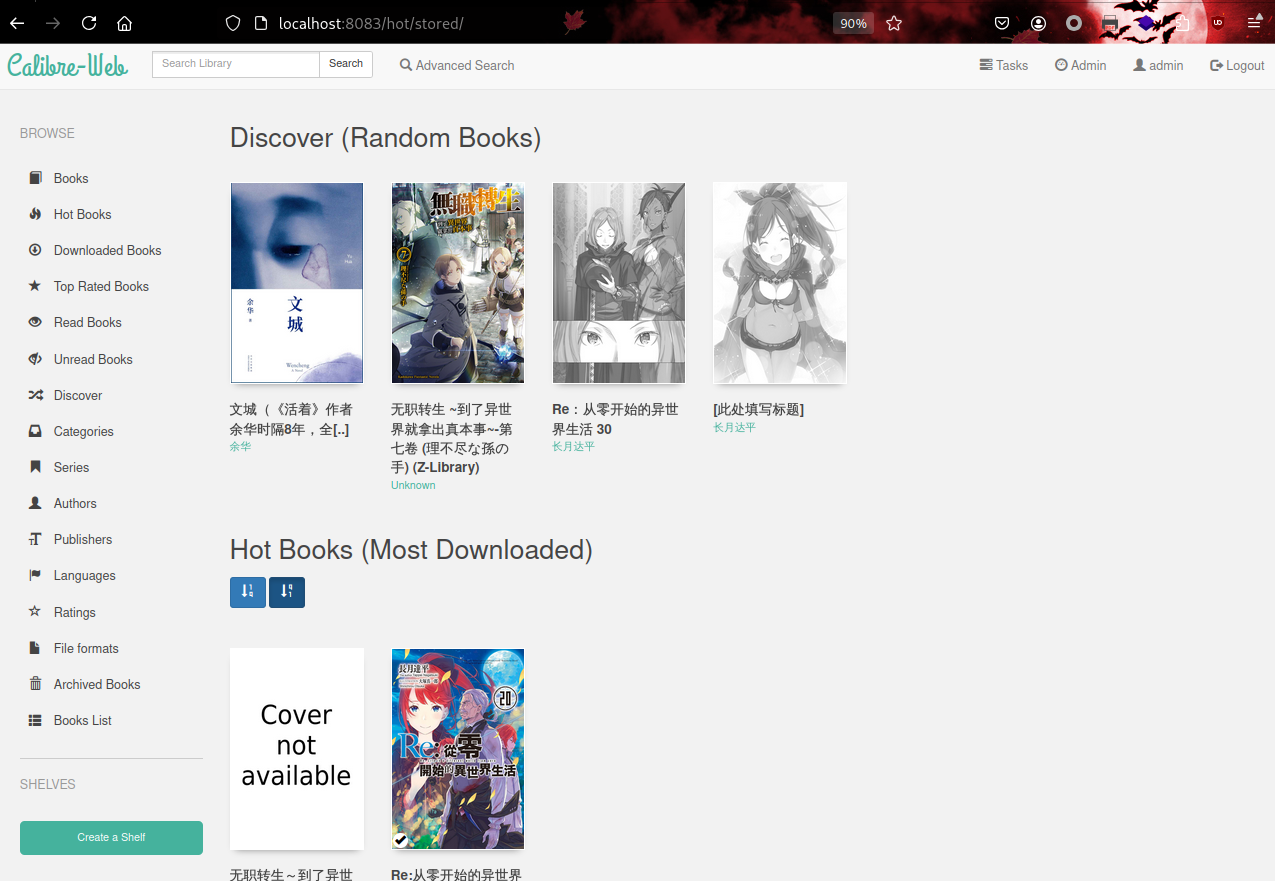 localhost:8083/hot/stored/
90%
Calibre-Web
Search Library
Search
Advanced Search
Tasks
Admin
admin
Logout
BROWSE
Books
Hot Books
Downloaded Books
Top Rated Books
Read Books
Unread Books
Discover
Categories
Series
Authors
Publishers
Languages
Ratings
File formats
Archived Books
Books List
SHELVES
Create a Shelf
Discover (Random Books)
余华
文城
Wencheng
無職轉生
文城（《活着》作者
余华时隔8年，全[..]
余华
无职转生 ~到了异世
界就拿出真本事~-第
七卷 (理不尽な孫の
手) (Z-Library)
Unknown
Re：从零开始的异世
界生活 30
长月达平
[此处填写标题]
长月达平
Hot Books (Most Downloaded)
Cover
not
available
長月達平
20
Re:從零
開始的異世界生活
无职转生～到了异世
Re:从零开始的异世界